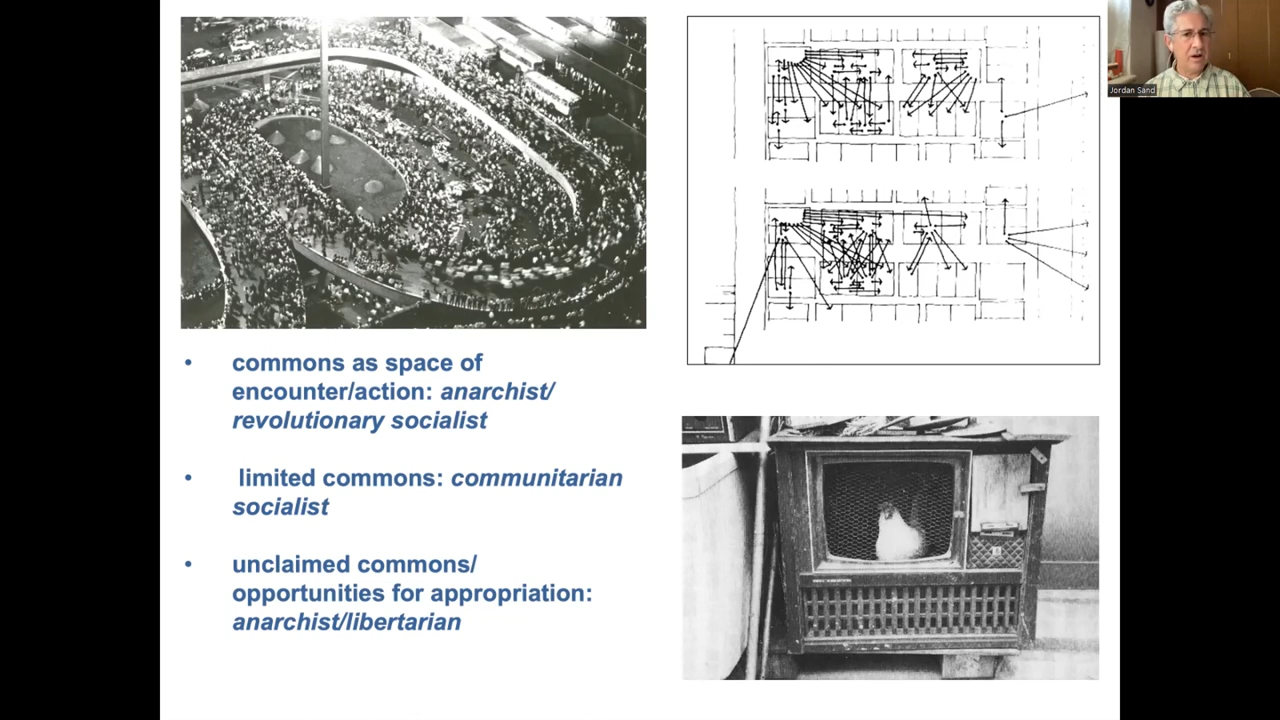 Jordan Sand
• commons as space of
encounter/action: anarchist/
revolutionary socialist
• limited commons: communitarian
socialist
• unclaimed commons/
opportunities for appropriation:
anarchist/libertarian